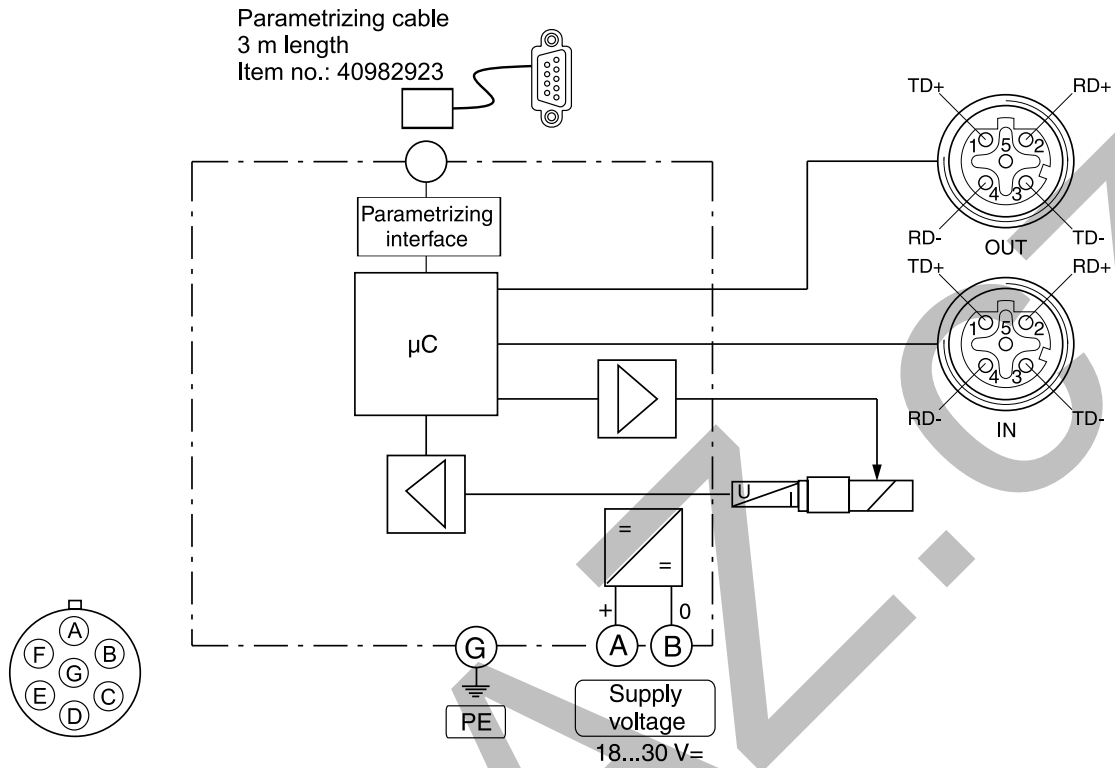 Parametrizing cable
3 m length
Item no.: 40982923
TD+ RD+
1 5 2
4 3
RD- TD-
OUT
Parametrizing
interface
TD+ RD+
1 5 2
4 3
RD- TD-
IN
µC
U I
=
=
+ 0
G A B
PE
Supply
voltage
18...30 V=
A
F B
G
E C
D